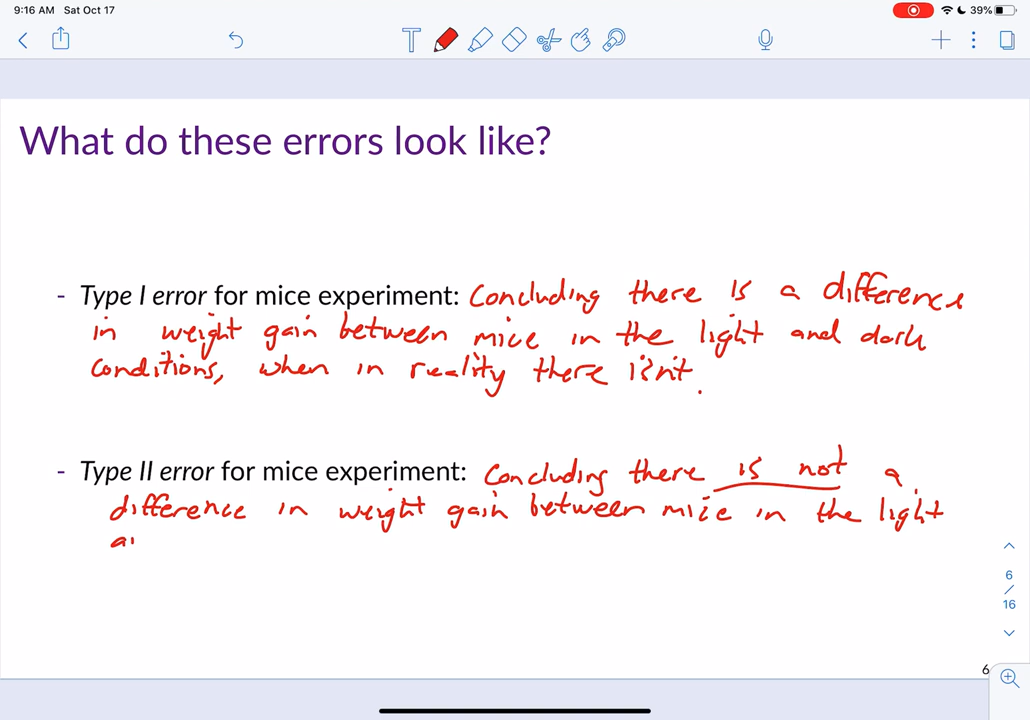 9:16 AM Sat Oct 17
39%
T
What do these errors look like?
- Type I error for mice experiment: Concluding there is a difference
in weight gain between mice in the light and dark
conditions, when in reality there isn't.
- Type II error for mice experiment: Concluding there is not a
difference in weight gain between mice in the light
6
/
16
6